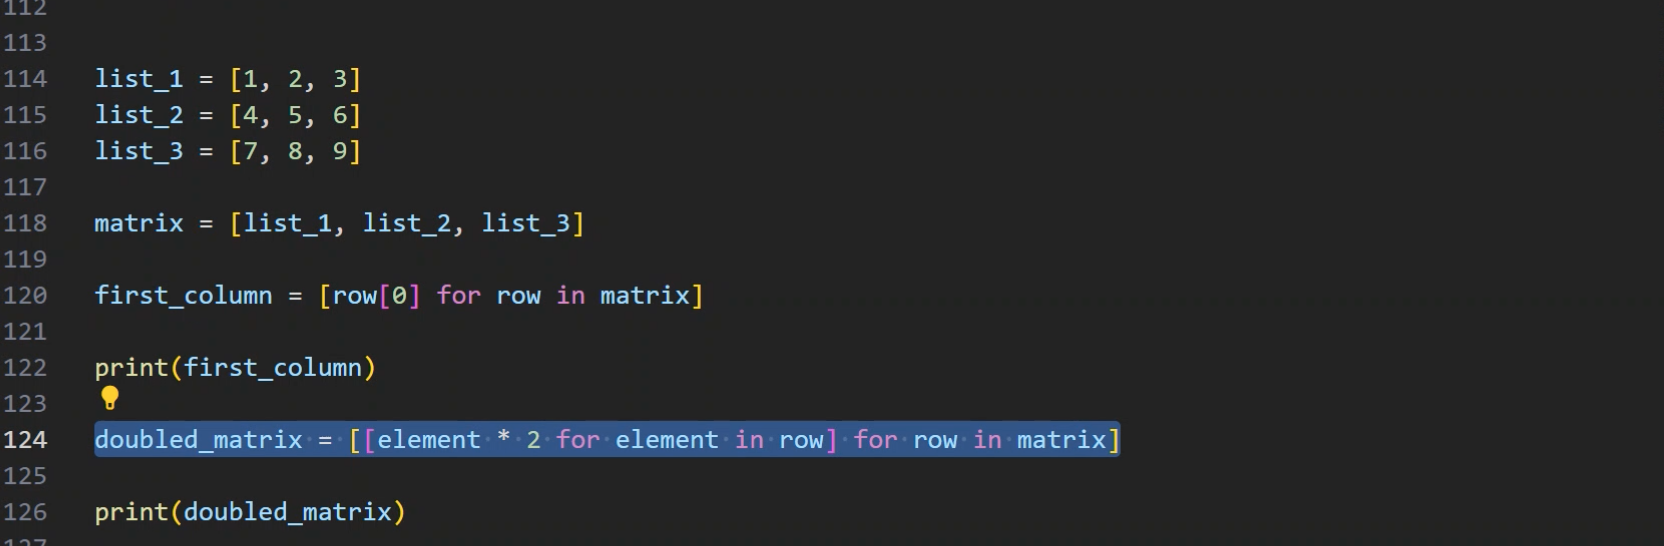 112
113
114 list_1 = [1, 2, 3]
115 list_2 = [4, 5, 6]
116 list_3 = [7, 8, 9]
117
118 matrix = [list_1, list_2, list_3]
119
120 first_column = [row[0] for row in matrix]
121
122 print(first_column)
123
124 doubled_matrix = [[element * 2 for element in row] for row in matrix]
125
126 print(doubled_matrix)
127